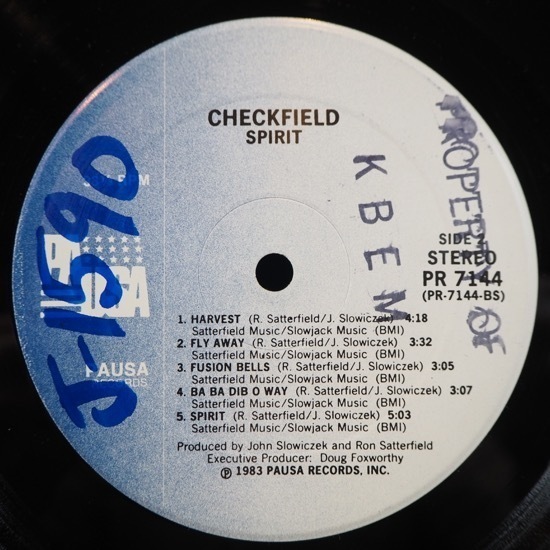 CHECKFIELD
SPIRIT
J-1590
PROPERTY OF
KBEM
PAUSA
PAUSA
RECORDS
SIDE 2
STEREO
PR 7144
(PR-7144-BS)
1. HARVEST (R. Satterfield/J. Slowiczek) 4:18
Satterfield Music/Slowjack Music (BMI)
2. FLY AWAY (R. Satterfield/J. Slowiczek) 3:32
Satterfield Music/Slowjack Music (BMI)
3. FUSION BELLS (R. Satterfield/J. Slowiczek) 3:05
Satterfield Music/Slowjack Music (BMI)
4. BA BA DIB O WAY (R. Satterfield/J. Slowiczek) 3:07
Satterfield Music/Slowjack Music (BMI)
5. SPIRIT (R. Satterfield/J. Slowiczek) 5:03
Satterfield Music/Slowjack Music (BMI)
Produced by John Slowiczek and Ron Satterfield
Executive Producer: Doug Foxworthy
℗ 1983 PAUSA RECORDS, INC.